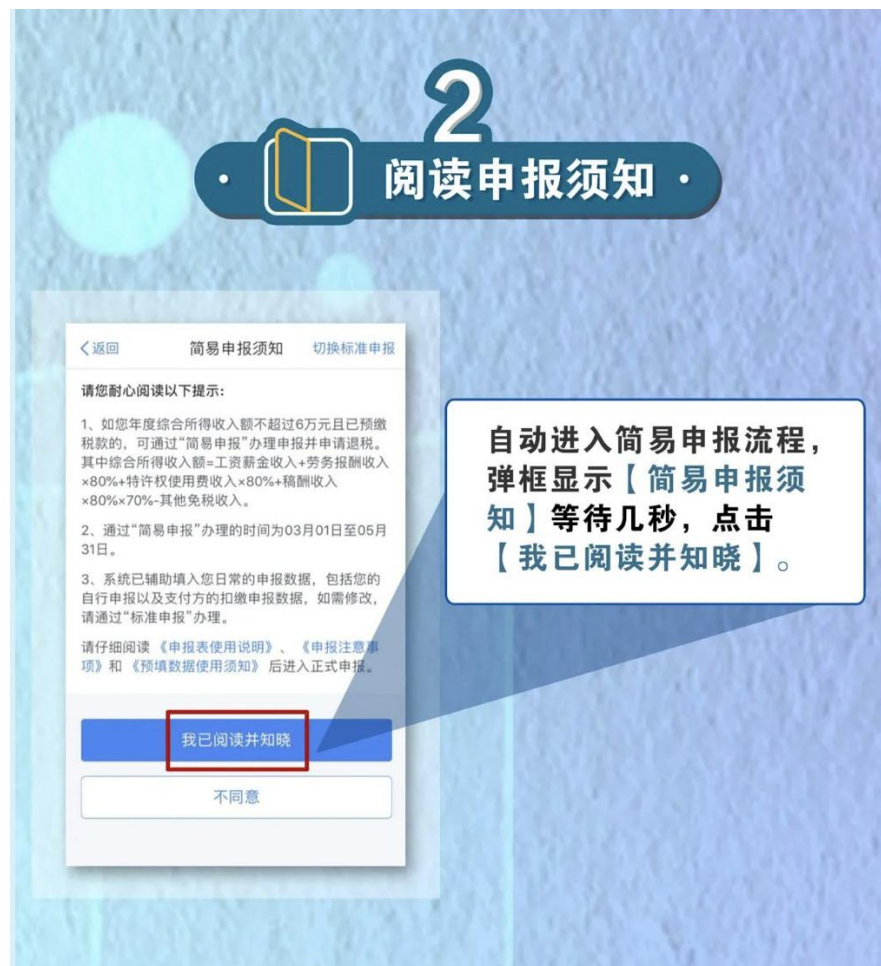 2
阅读申报须知
返回 简易申报须知 切换标准申报
请您耐心阅读以下提示:
1、如您年度综合所得收入额不超过6万元且已预缴
税款的，可通过“简易申报”办理申报并申请退税。
其中综合所得收入额=工资薪金收入+劳务报酬收入
×80%+特许权使用费收入×80%+稿酬收入
×80%×70%-其他免税收入。
2、通过“简易申报”办理的时间为03月01日至05月
31日。
3、系统已辅助填入您日常的申报数据，包括您的
自行申报以及支付方的扣缴申报数据，如需修改，
请通过“标准申报”办理。
请仔细阅读《申报表使用说明》、《申报注意事
项》和《预填数据使用须知》后进入正式申报。
我已阅读并知晓
不同意
自动进入简易申报流程，
弹框显示【简易申报须
知】等待几秒，点击
【我已阅读并知晓】。